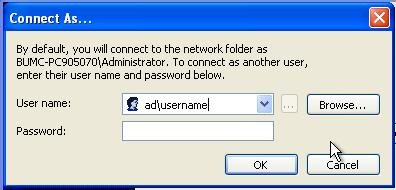 Connect As...
By default, you will connect to the network folder as
BUMC-PC905070\Administrator. To connect as another user,
enter their user name and password below.
User name:
ad\username
...
Browse...
Password:
OK
Cancel